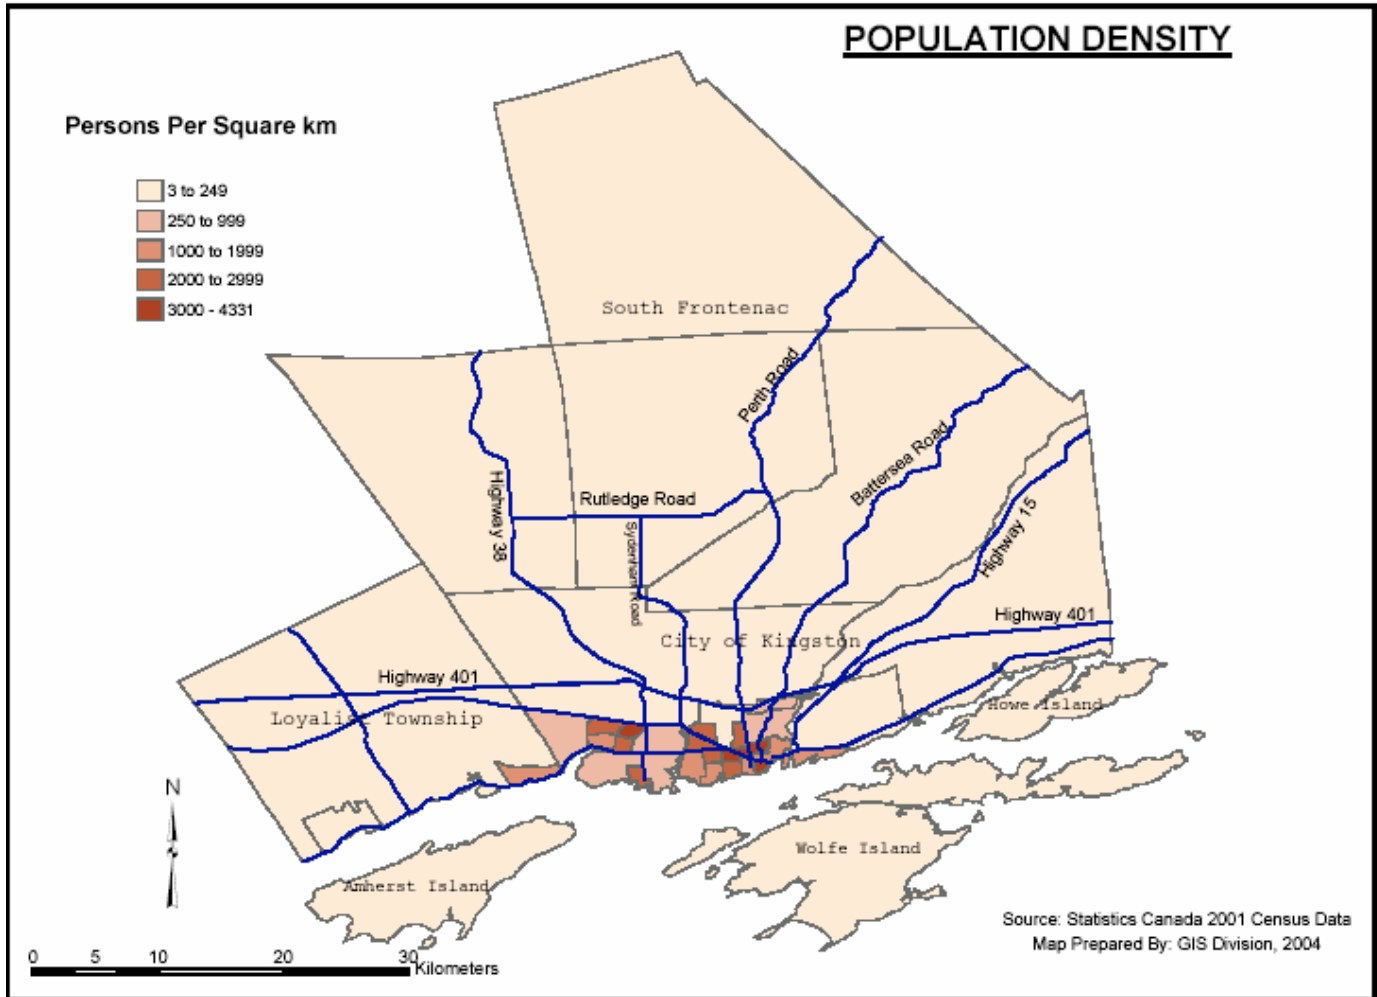 POPULATION DENSITY
Persons Per Square km
3 to 249
250 to 999
1000 to 1999
2000 to 2999
3000 - 4331
South Frontenac
Perth Road
Battersea Road
Highway 38
Rutledge Road
Sydenham Road
Highway 15
Highway 401
City of Kingston
Highway 401
Loyalist Township
Howe Island
N
Wolfe Island
Amherst Island
Source: Statistics Canada 2001 Census Data
Map Prepared By: GIS Division, 2004
0 5 10 20 30 Kilometers